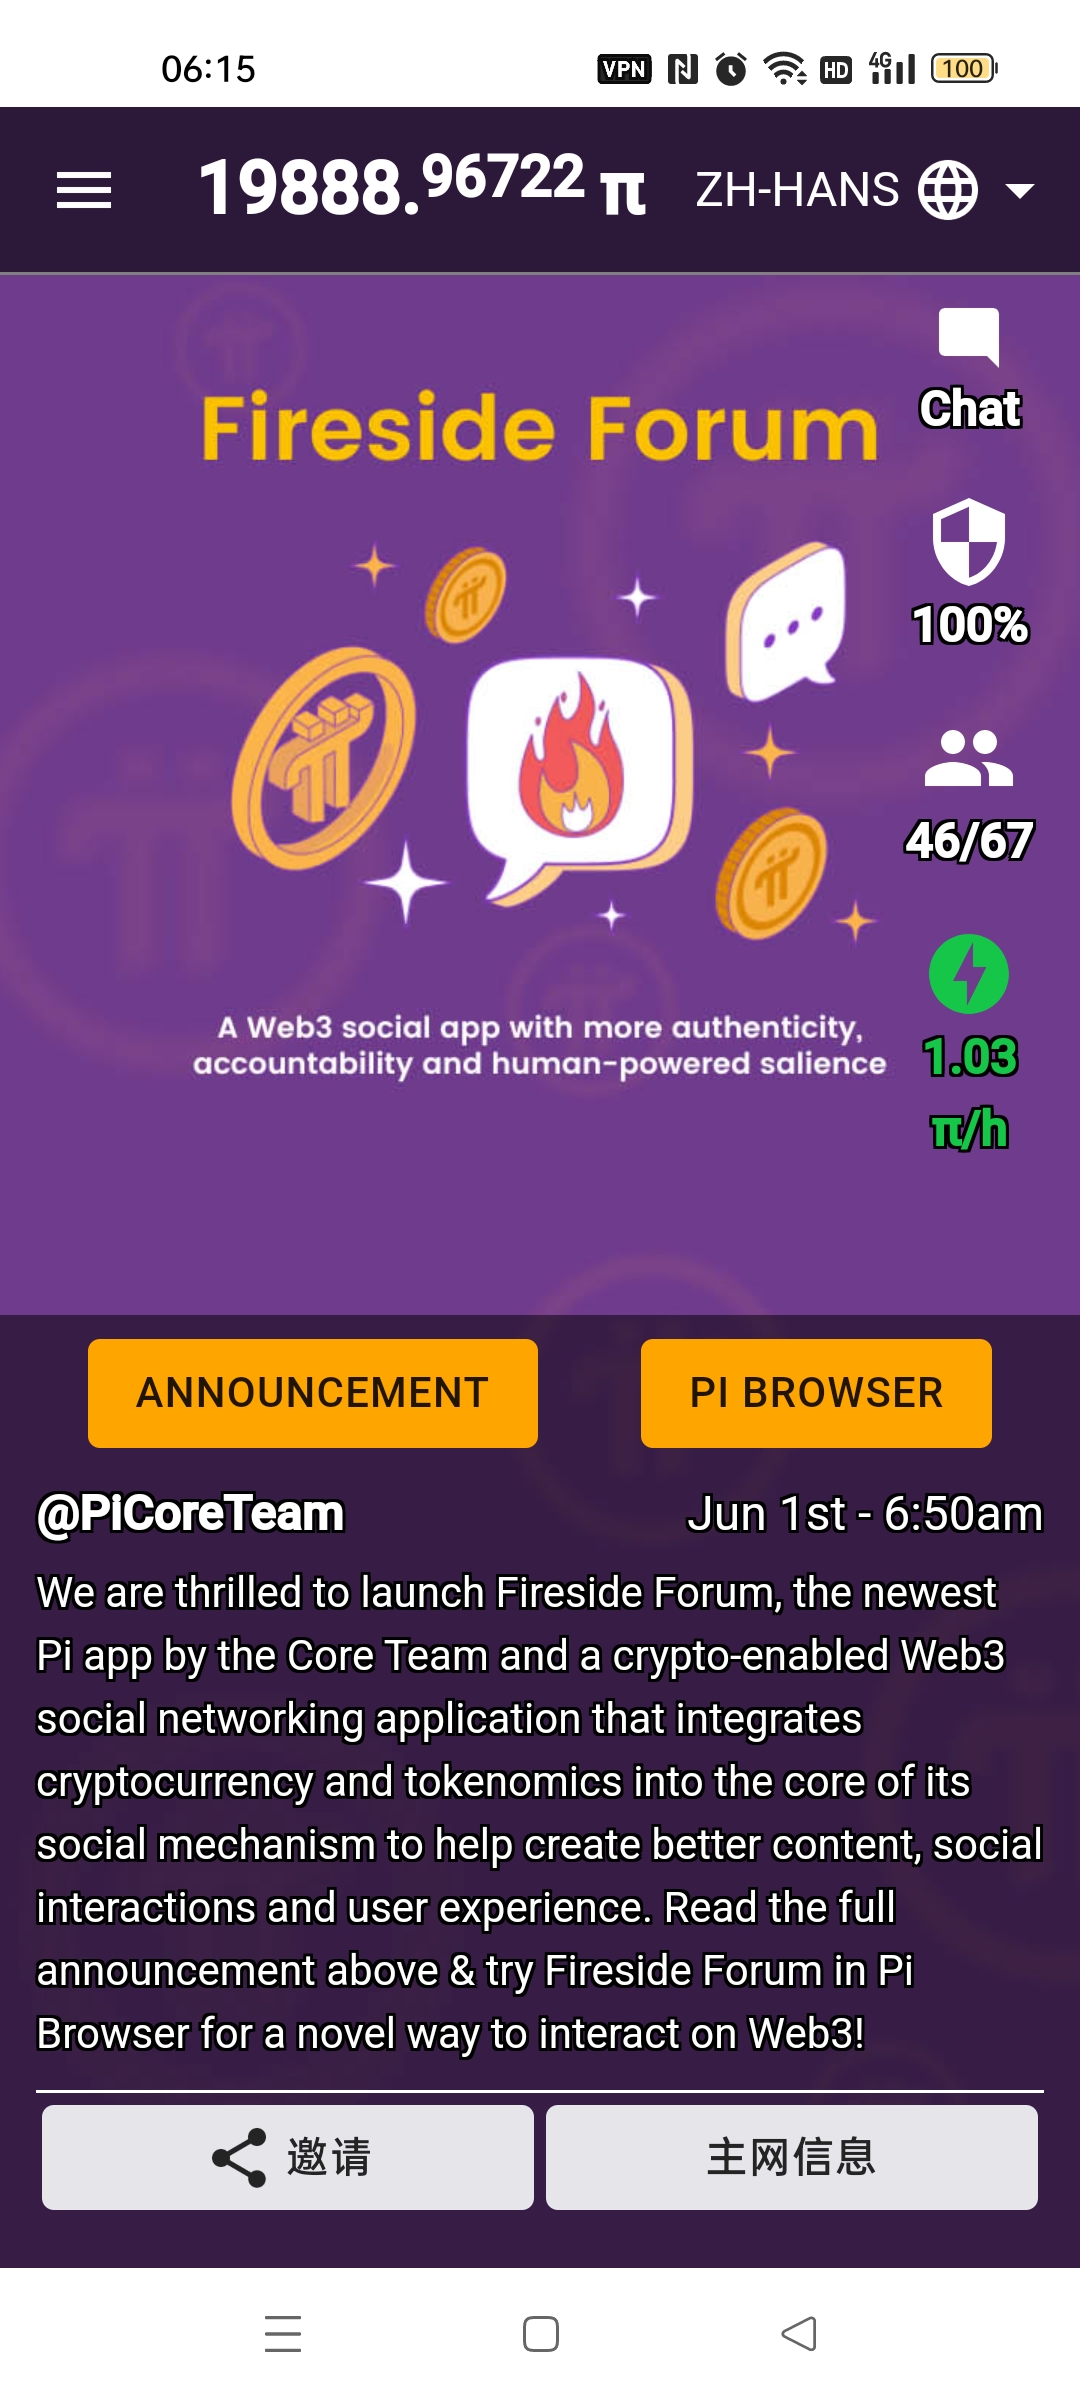 06:15
VPN
HD
4G
100
19888.96722 π
ZH-HANS
Fireside Forum
Chat
100%
46/67
1.03
π/h
A Web3 social app with more authenticity,
accountability and human-powered salience
ANNOUNCEMENT
PI BROWSER
@PiCoreTeam
Jun 1st - 6:50am
We are thrilled to launch Fireside Forum, the newest
Pi app by the Core Team and a crypto-enabled Web3
social networking application that integrates
cryptocurrency and tokenomics into the core of its
social mechanism to help create better content, social
interactions and user experience. Read the full
announcement above & try Fireside Forum in Pi
Browser for a novel way to interact on Web3!
邀请
主网信息